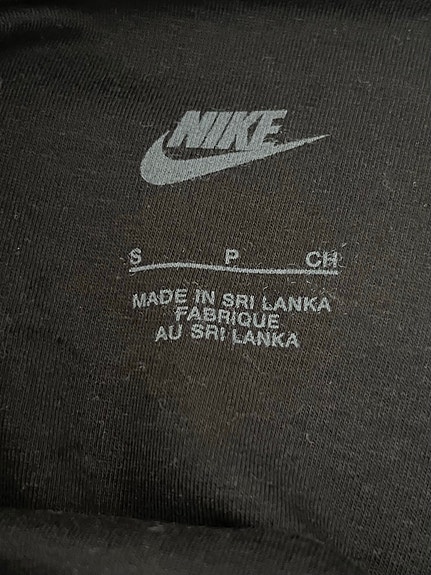 NIKE
S P CH
MADE IN SRI LANKA
FABRIQUE
AU SRI LANKA